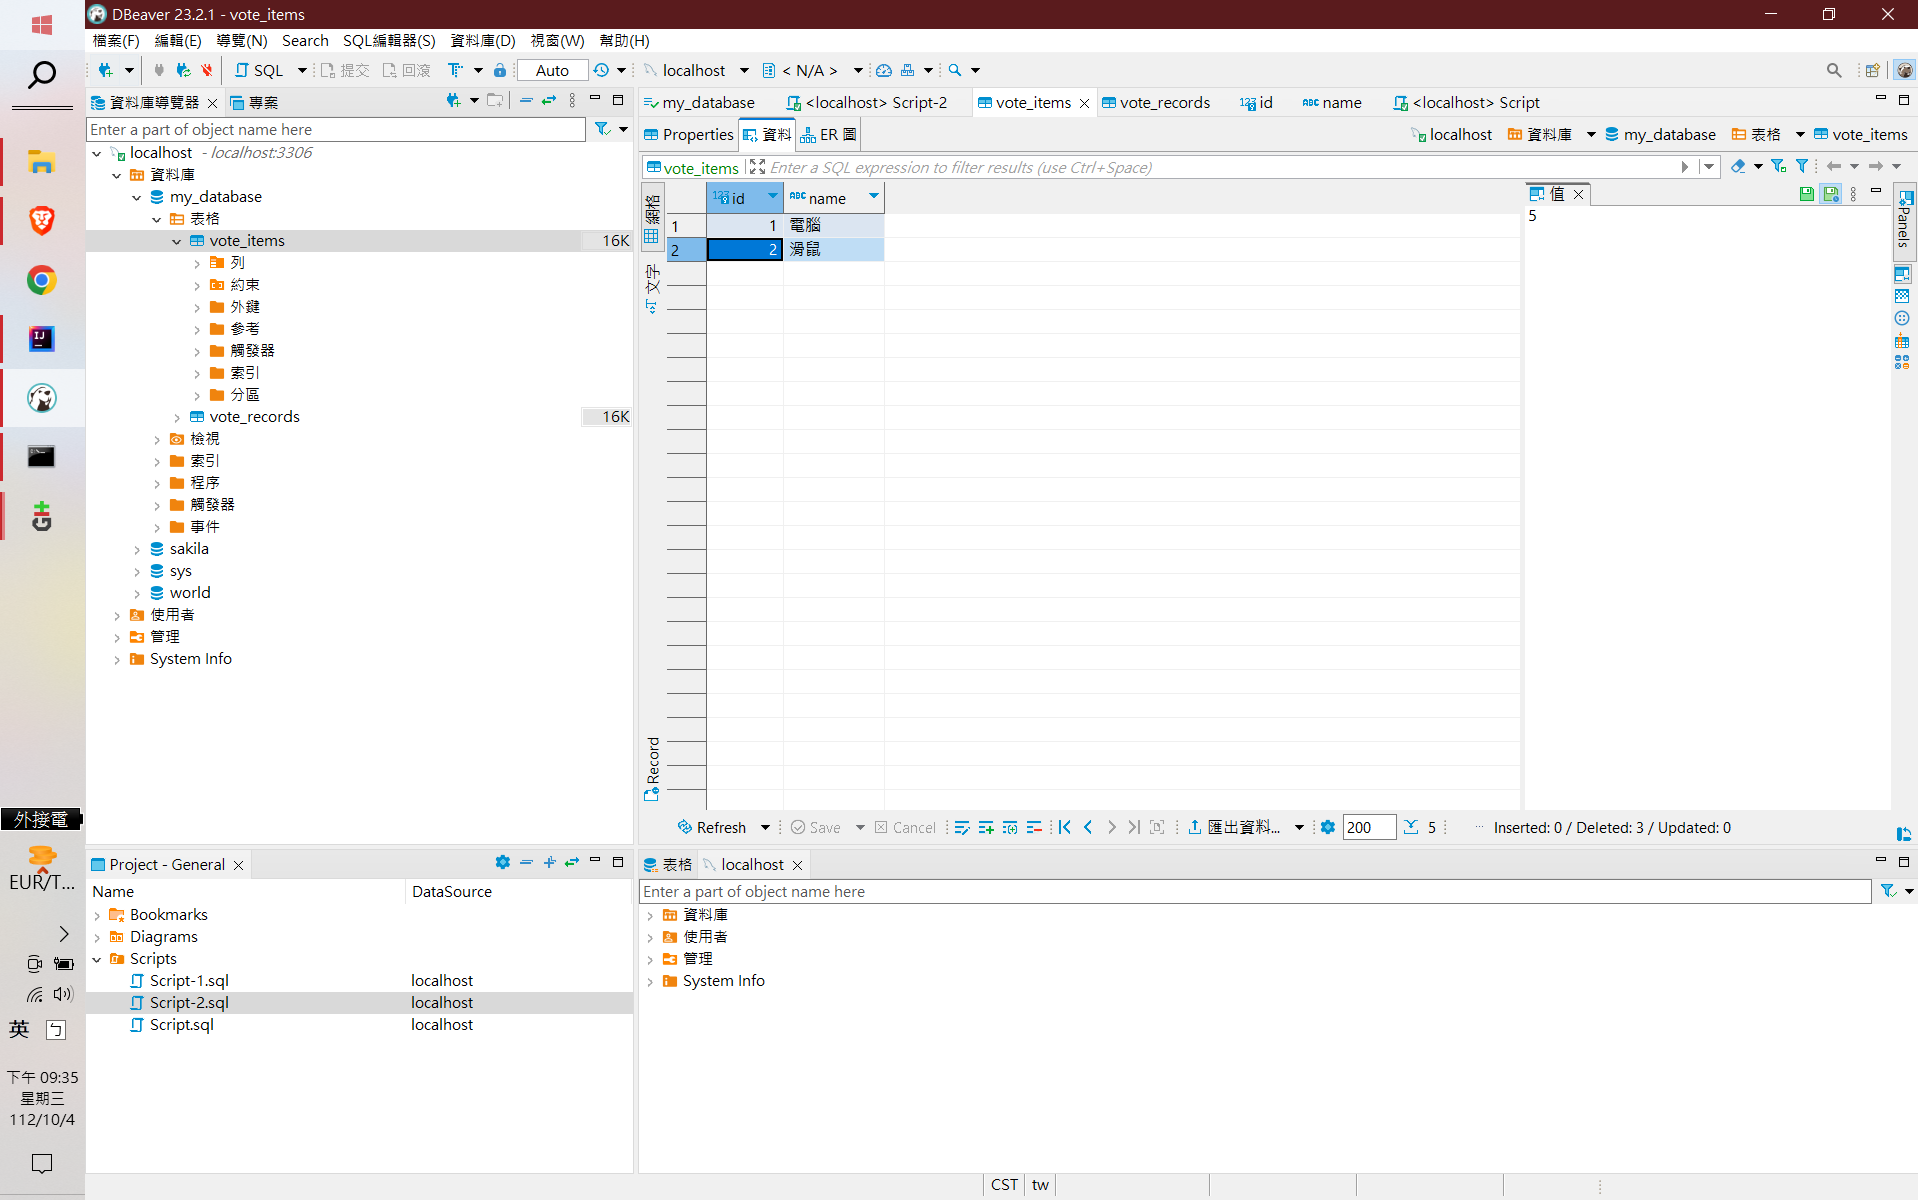 DBeaver 23.2.1 - vote_items
檔案(F) 編輯(E) 導覽(N) Search SQL編輯器(S) 資料庫(D) 視窗(W) 幫助(H)
SQL 提交 回滾 Auto localhost < N/A >
資料庫導覽器 專案
Enter a part of object name here
localhost - localhost:3306
資料庫
my_database
表格
vote_items 16K
列
約束
外鍵
參考
觸發器
索引
分區
vote_records 16K
檢視
索引
程序
觸發器
事件
sakila
sys
world
使用者
管理
System Info
my_database <localhost> Script-2 vote_items vote_records 123 id ABC name <localhost> Script
Properties 資料 ER 圖 localhost 資料庫 my_database 表格 vote_items
vote_items Enter a SQL expression to filter results (use Ctrl+Space)
網格
文字
Record
123 id ABC name
1 1 電腦
2 2 滑鼠
值
5
Panels
Refresh Save Cancel 匯出資料... 200 5 Inserted: 0 / Deleted: 3 / Updated: 0
Project - General
Name DataSource
Bookmarks
Diagrams
Scripts
Script-1.sql localhost
Script-2.sql localhost
Script.sql localhost
表格 localhost
Enter a part of object name here
資料庫
使用者
管理
System Info
CST tw
外接電
EUR/T...
英 ㄅ
下午 09:35
星期三
112/10/4